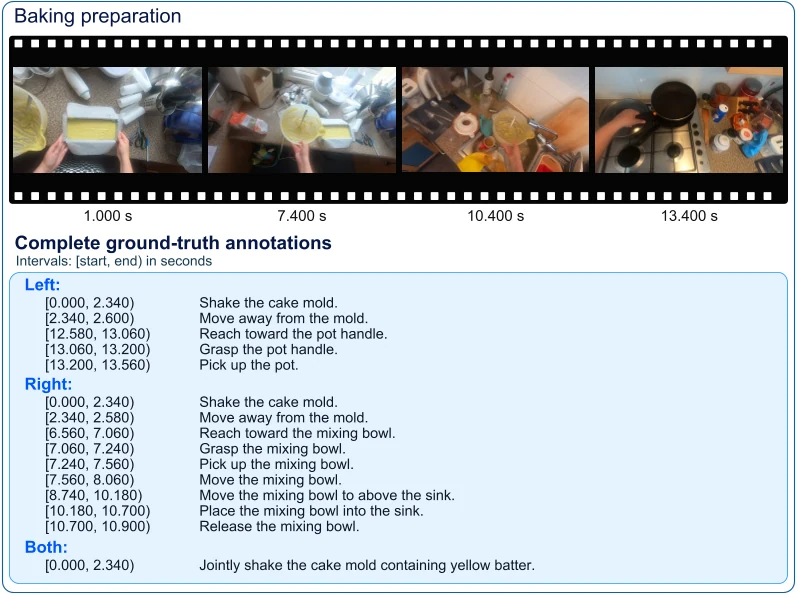 Baking preparation
1.000 s 7.400 s 10.400 s 13.400 s
Complete ground-truth annotations
Intervals: [start, end) in seconds
Left:
[0.000, 2.340) Shake the cake mold.
[2.340, 2.600) Move away from the mold.
[12.580, 13.060) Reach toward the pot handle.
[13.060, 13.200) Grasp the pot handle.
[13.200, 13.560) Pick up the pot.
Right:
[0.000, 2.340) Shake the cake mold.
[2.340, 2.580) Move away from the mold.
[6.560, 7.060) Reach toward the mixing bowl.
[7.060, 7.240) Grasp the mixing bowl.
[7.240, 7.560) Pick up the mixing bowl.
[7.560, 8.060) Move the mixing bowl.
[8.740, 10.180) Move the mixing bowl to above the sink.
[10.180, 10.700) Place the mixing bowl into the sink.
[10.700, 10.900) Release the mixing bowl.
Both:
[0.000, 2.340) Jointly shake the cake mold containing yellow batter.